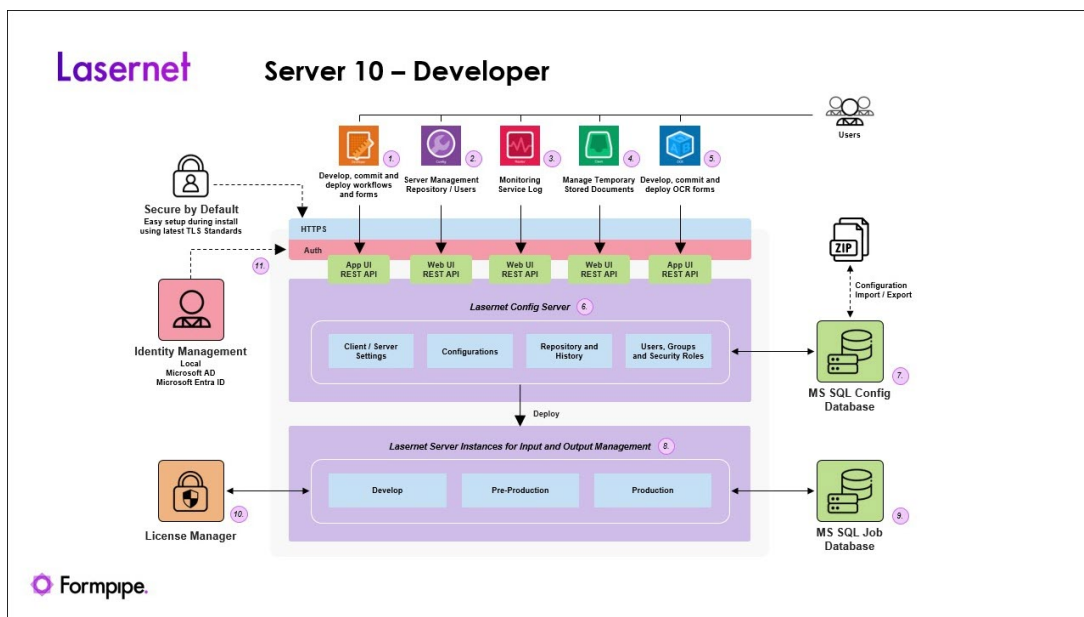 Lasernet
Server 10 – Developer
Users
1.
2.
3.
4.
5.
Develop, commit and
deploy workflows
and forms
Server Management
Repository / Users
Monitoring
Service Log
Manage Temporary
Stored Documents
Develop, commit and
deploy OCR forms
Secure by Default
Easy setup during install
using latest TLS Standards
HTTPS
Auth
11.
App UI
REST API
Web UI
REST API
Web UI
REST API
Web UI
REST API
App UI
REST API
ZIP
Configuration
Import / Export
Lasernet Config Server
6.
Client / Server
Settings
Configurations
Repository and
History
Users, Groups
and Security Roles
Identity Management
Local
Microsoft AD
Microsoft Entra ID
7.
MS SQL Config
Database
Deploy
Lasernet Server Instances for Input and Output Management
8.
Develop
Pre-Production
Production
10.
License Manager
9.
MS SQL Job
Database
Formpipe.